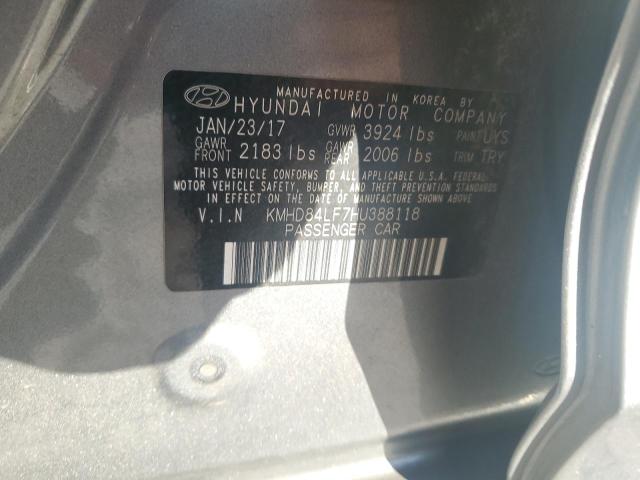 MANUFACTURED IN KOREA BY
HYUNDAI MOTOR COMPANY
JAN/23/17 GVWR 3924 lbs PAINT UYS
GAWR FRONT 2183 lbs GAWR REAR 2006 lbs TRIM TRY
THIS VEHICLE CONFORMS TO ALL APPLICABLE U.S.A. FEDERAL
MOTOR VEHICLE SAFETY, BUMPER, AND THEFT PREVENTION STANDARDS
IN EFFECT ON THE DATE OF MANUFACTURE SHOWN ABOVE.
V.I.N KMHD84LF7HU388118
PASSENGER CAR